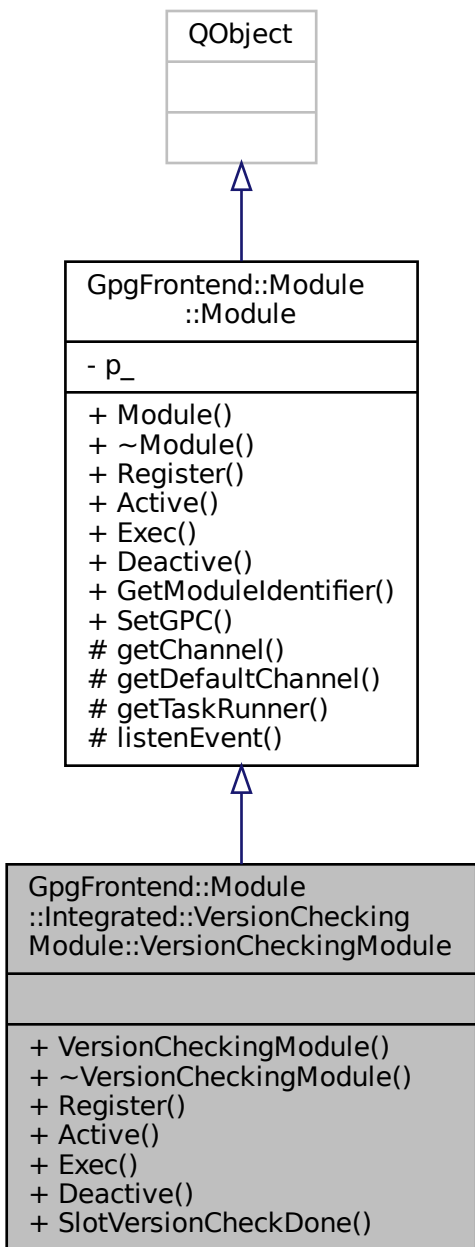 QObject
GpgFrontend::Module
::Module
- p_
+ Module()
+ ~Module()
+ Register()
+ Active()
+ Exec()
+ Deactive()
+ GetModuleIdentifier()
+ SetGPC()
# getChannel()
# getDefaultChannel()
# getTaskRunner()
# listenEvent()
GpgFrontend::Module
::Integrated::VersionChecking
Module::VersionCheckingModule
+ VersionCheckingModule()
+ ~VersionCheckingModule()
+ Register()
+ Active()
+ Exec()
+ Deactive()
+ SlotVersionCheckDone()